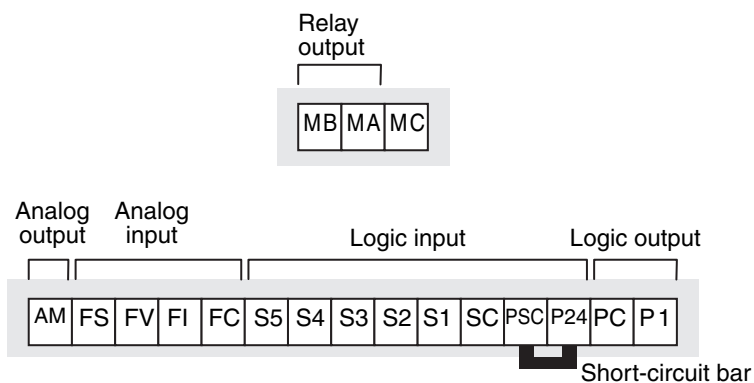 Relay
output
MB MA MC
Analog
output
Analog
input
Logic input
Logic output
AM FS FV FI FC S5 S4 S3 S2 S1 SC PSC P24 PC P1
Short-circuit bar